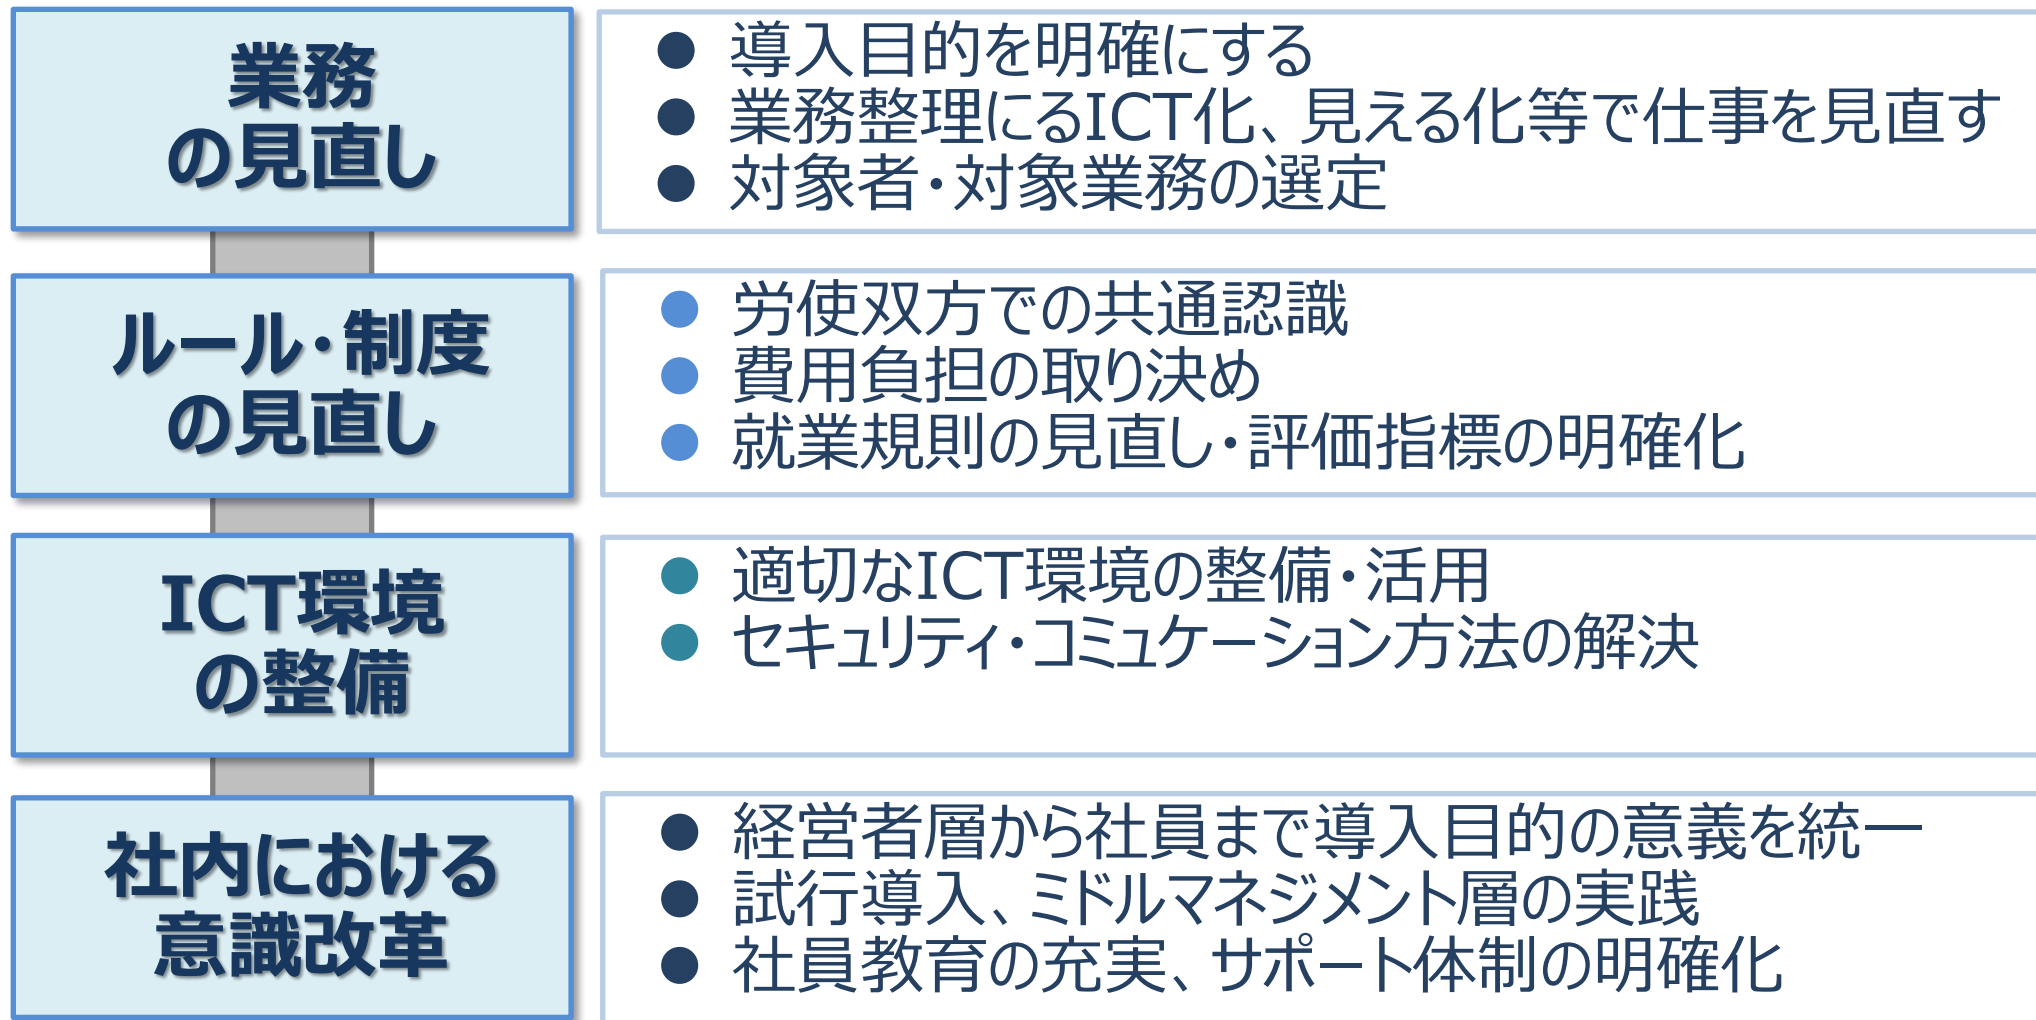 業務
の見直し
● 導入目的を明確にする
● 業務整理にるICT化、見える化等で仕事を見直す
● 対象者・対象業務の選定
ルール・制度
の見直し
● 労使双方での共通認識
● 費用負担の取り決め
● 就業規則の見直し・評価指標の明確化
ICT環境
の整備
● 適切なICT環境の整備・活用
● セキュリティ・コミュケーション方法の解決
社内における
意識改革
● 経営者層から社員まで導入目的の意義を統一
● 試行導入、ミドルマネジメント層の実践
● 社員教育の充実、サポート体制の明確化